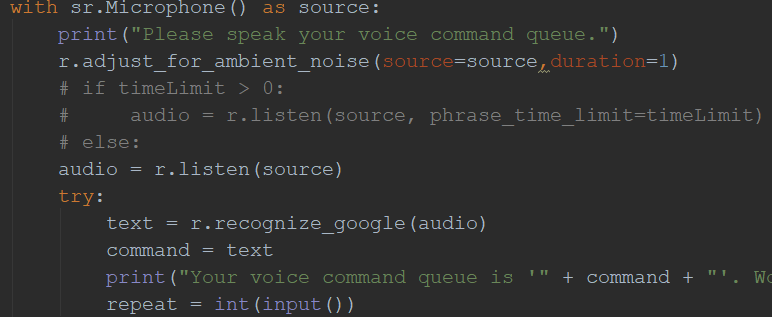 with sr.Microphone() as source:
    print("Please speak your voice command queue.")
    r.adjust_for_ambient_noise(source=source,duration=1)
    # if timeLimit > 0:
    #     audio = r.listen(source, phrase_time_limit=timeLimit)
    # else:
    audio = r.listen(source)
    try:
        text = r.recognize_google(audio)
        command = text
        print("Your voice command queue is '" + command + "'.
        repeat = int(input())